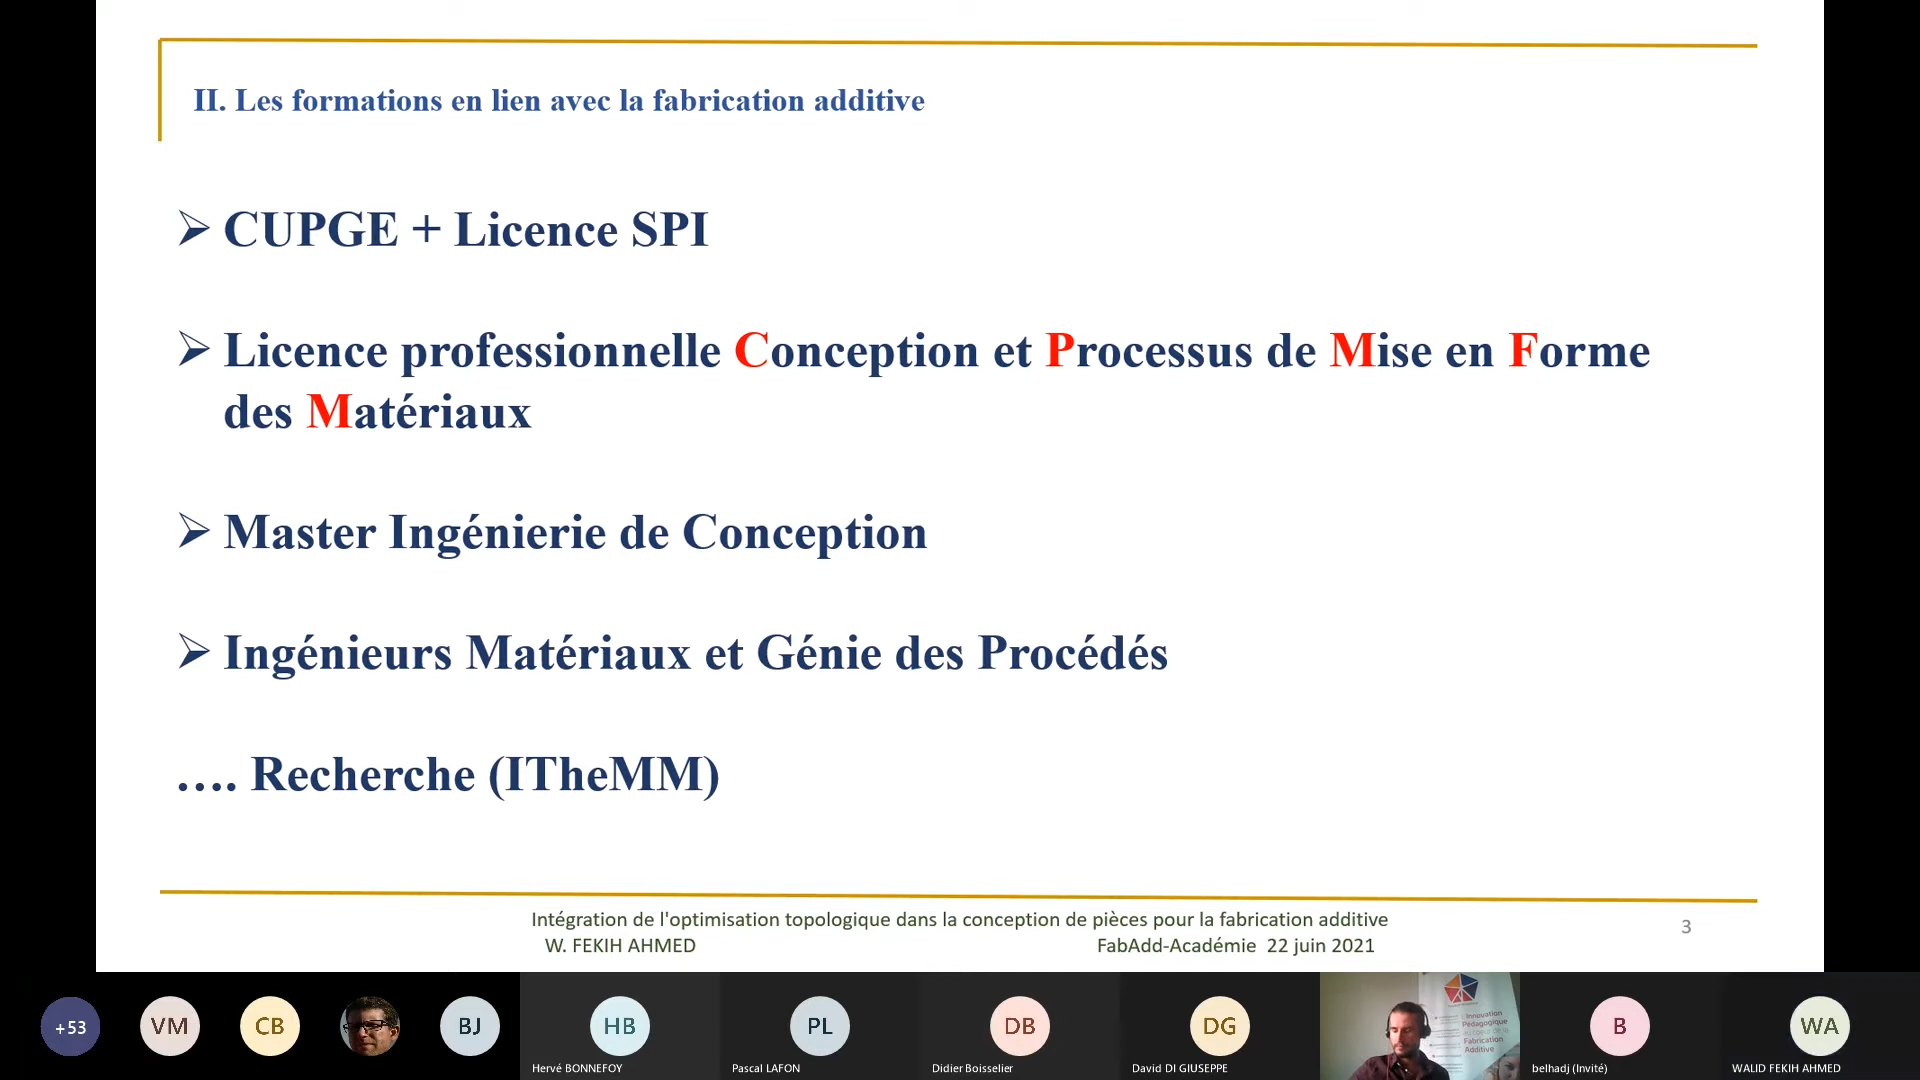 II. Les formations en lien avec la fabrication additive
CUPGE + Licence SPI
Licence professionnelle Conception et Processus de Mise en Forme
des Matériaux
Master Ingénierie de Conception
Ingénieurs Matériaux et Génie des Procédés
…. Recherche (ITheMM)
Intégration de l'optimisation topologique dans la conception de pièces pour la fabrication additive
W. FEKIH AHMED FabAdd-Académie 22 juin 2021
3
+53
VM
CB
BJ
HB
Hervé BONNEFOY
PL
Pascal LAFON
DB
Didier Boisselier
DG
David DI GIUSEPPE
L'Innovation
Pédagogique
Fabrication
Additive
B
belhadj (Invité)
WA
WALID FEKIH AHMED